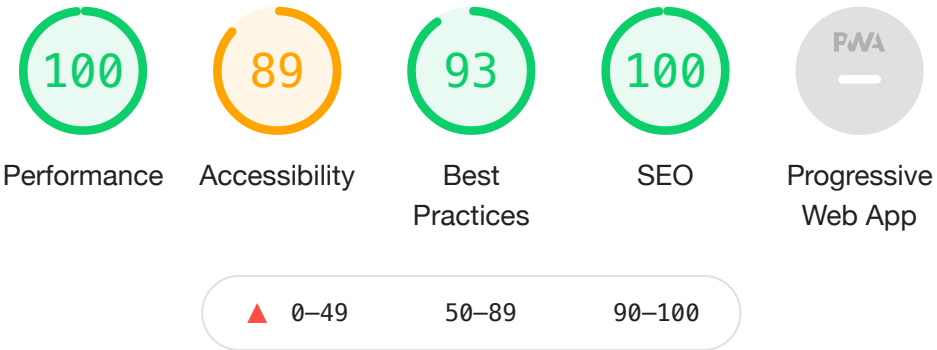 100 89 93 100 PWA
Performance Accessibility Best Practices SEO Progressive Web App
0–49 50–89 90–100